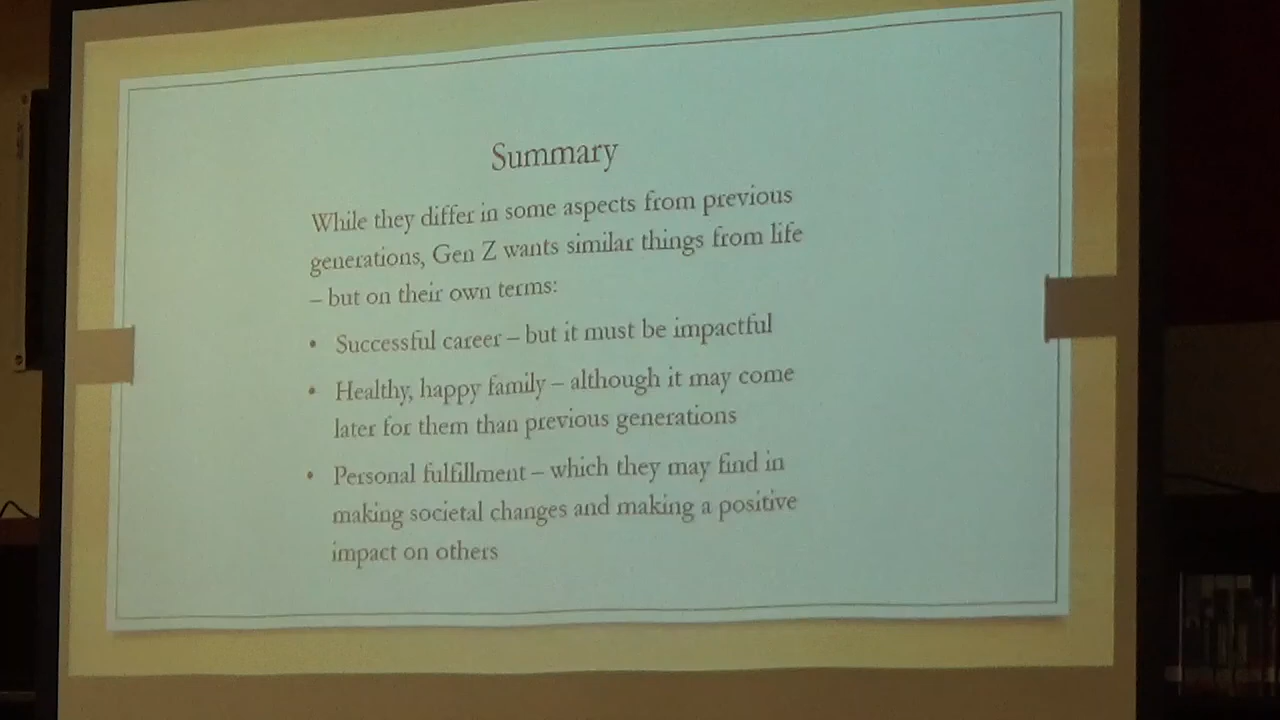 Summary
While they differ in some aspects from previous
generations, Gen Z wants similar things from life
– but on their own terms:
• Successful career – but it must be impactful
• Healthy, happy family – although it may come
later for them than previous generations
• Personal fulfillment – which they may find in
making societal changes and making a positive
impact on others